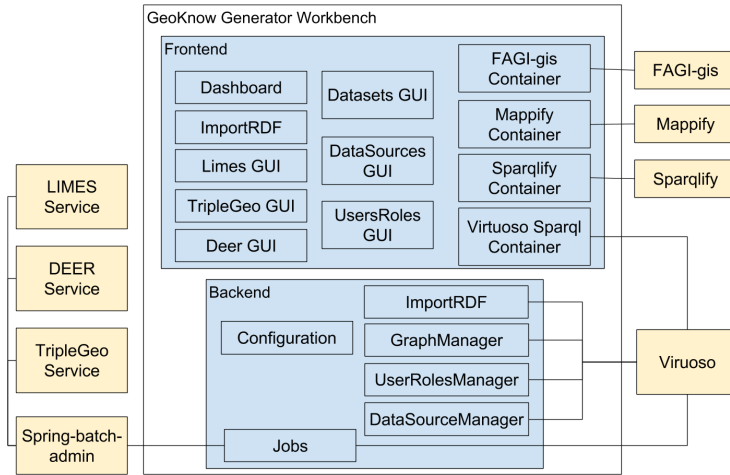 GeoKnow Generator Workbench
Frontend
Dashboard
ImportRDF
Limes GUI
TripleGeo GUI
Deer GUI
Datasets GUI
DataSources
GUI
UsersRoles
GUI
FAGI-gis
Container
Mappify
Container
Sparqlify
Container
Virtuoso Sparql
Container
FAGI-gis
Mappify
Sparqlify
LIMES
Service
DEER
Service
TripleGeo
Service
Spring-batch-
admin
Backend
Configuration
Jobs
ImportRDF
GraphManager
UserRolesManager
DataSourceManager
Viruoso